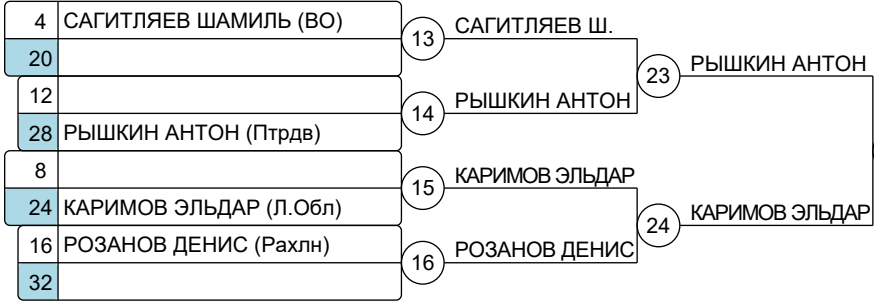 4 САГИТЛЯЕВ ШАМИЛЬ (ВО)
20
13
САГИТЛЯЕВ Ш.
12
28 РЫШКИН АНТОН (Птрдв)
14
РЫШКИН АНТОН
23
РЫШКИН АНТОН
8
24 КАРИМОВ ЭЛЬДАР (Л.Обл)
15
КАРИМОВ ЭЛЬДАР
16 РОЗАНОВ ДЕНИС (Рахлн)
32
16
РОЗАНОВ ДЕНИС
24
КАРИМОВ ЭЛЬДАР